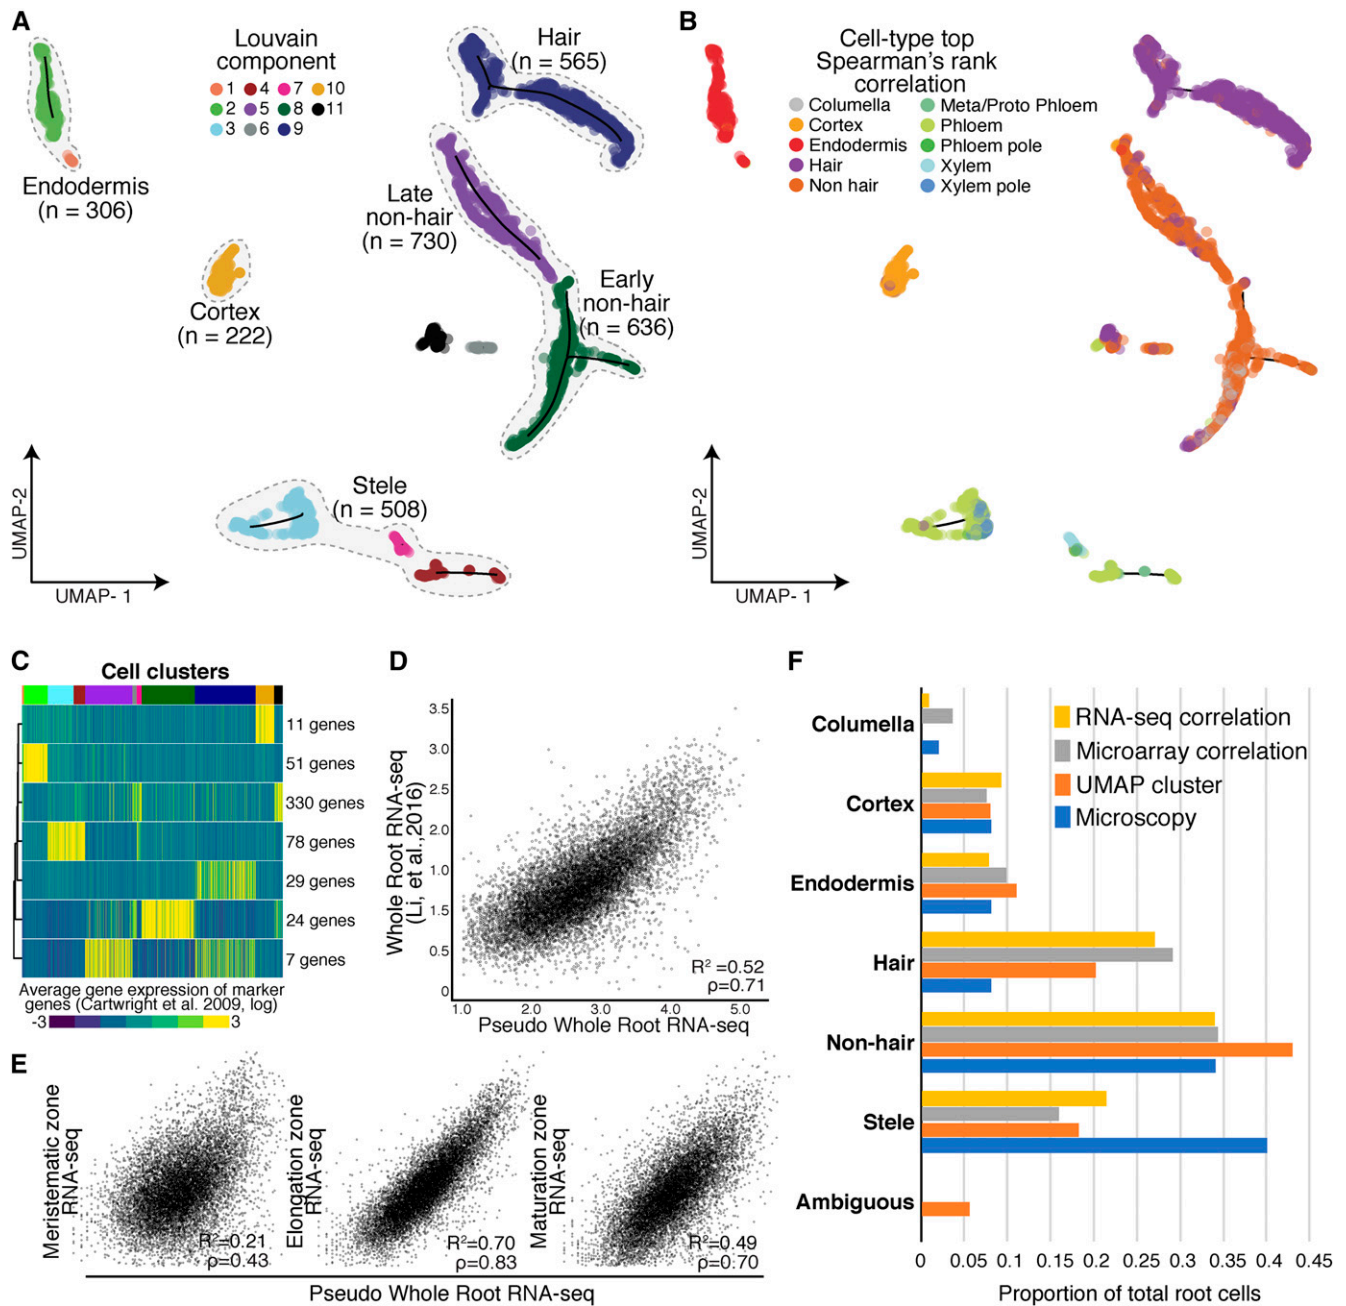 A
Louvain
component
1
4
7
10
2
5
8
11
3
6
9
Hair
(n = 565)
Endodermis
(n = 306)
Late
non-hair
(n = 730)
Cortex
(n = 222)
Early
non-hair
(n = 636)
Stele
(n = 508)
UMAP-2
UMAP- 1
B
Cell-type top
Spearman's rank
correlation
Columella
Cortex
Endodermis
Hair
Non hair
Meta/Proto Phloem
Phloem
Phloem pole
Xylem
Xylem pole
UMAP-2
UMAP- 1
C
Cell clusters
11 genes
51 genes
330 genes
78 genes
29 genes
24 genes
7 genes
Average gene expression of marker
genes (Cartwright et al. 2009, log)
-3
3
D
Whole Root RNA-seq
(Li, et al.,2016)
3.5
3.0
2.5
2.0
1.0
1.5
0.5
0
R² =0.52
ρ=0.71
1.0
2.0
3.0
4.0
5.0
Pseudo Whole Root RNA-seq
E
Meristematic zone
RNA-seq
R²=0.21
ρ=0.43
Elongation zone
RNA-seq
R²=0.70
ρ=0.83
Maturation zone
RNA-seq
R²=0.49
ρ=0.70
Pseudo Whole Root RNA-seq
F
RNA-seq correlation
Microarray correlation
UMAP cluster
Microscopy
Columella
Cortex
Endodermis
Hair
Non-hair
Stele
Ambiguous
0
0.05
0.1
0.15
0.2
0.25
0.3
0.35
0.4
0.45
Proportion of total root cells